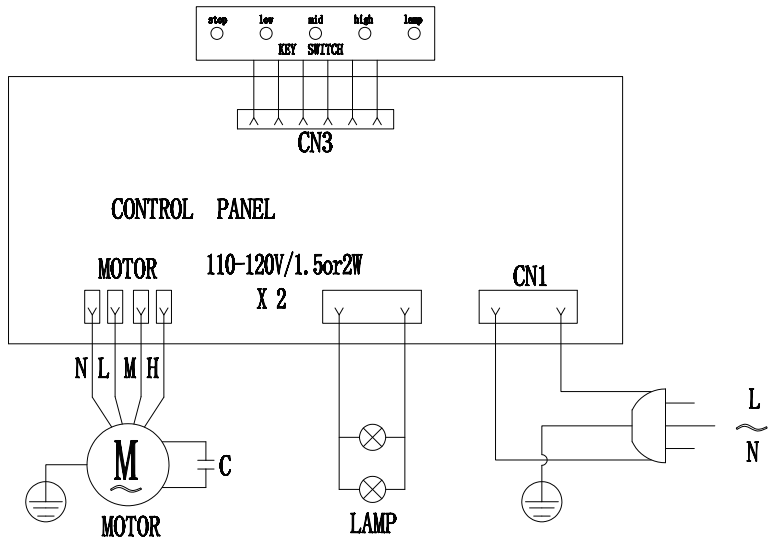 stop low mid high lamp
KEY SWITCH
CN3
CONTROL PANEL
MOTOR
110-120V/1.5or2W
X 2
CN1
N L M H
M
C
MOTOR
LAMP
L
N